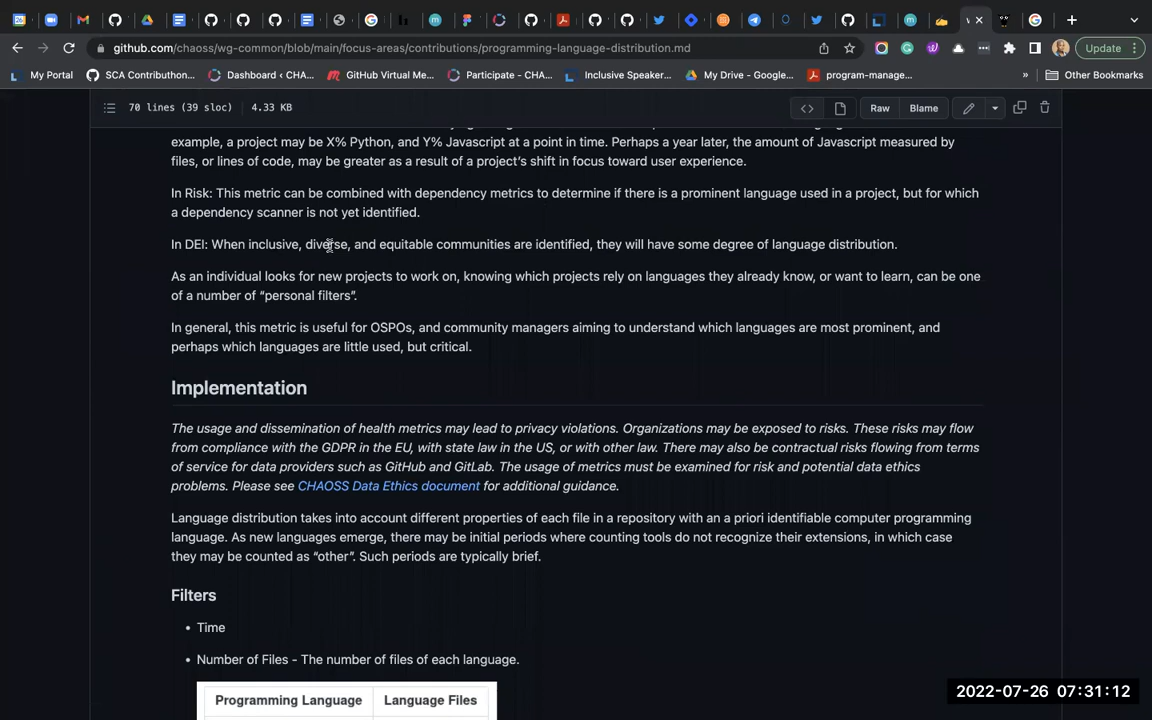 github.com/chaoss/wg-common/blob/main/focus-areas/contributions/programming-language-distribution.md
Update
My Portal
SCA Contributhon...
Dashboard ‹ CHA...
GitHub Virtual Me...
Participate - CHA...
Inclusive Speaker...
My Drive - Google...
program-manage...
»
Other Bookmarks
70 lines (39 sloc)
4.33 KB
Raw
Blame
example, a project may be X% Python, and Y% Javascript at a point in time. Perhaps a year later, the amount of Javascript measured by
files, or lines of code, may be greater as a result of a project's shift in focus toward user experience.
In Risk: This metric can be combined with dependency metrics to determine if there is a prominent language used in a project, but for which
a dependency scanner is not yet identified.
In DEI: When inclusive, diverse, and equitable communities are identified, they will have some degree of language distribution.
As an individual looks for new projects to work on, knowing which projects rely on languages they already know, or want to learn, can be one
of a number of “personal filters”.
In general, this metric is useful for OSPOs, and community managers aiming to understand which languages are most prominent, and
perhaps which languages are little used, but critical.
Implementation
The usage and dissemination of health metrics may lead to privacy violations. Organizations may be exposed to risks. These risks may flow
from compliance with the GDPR in the EU, with state law in the US, or with other law. There may also be contractual risks flowing from terms
of service for data providers such as GitHub and GitLab. The usage of metrics must be examined for risk and potential data ethics
problems. Please see CHAOSS Data Ethics document for additional guidance.
Language distribution takes into account different properties of each file in a repository with an a priori identifiable computer programming
language. As new languages emerge, there may be initial periods where counting tools do not recognize their extensions, in which case
they may be counted as “other”. Such periods are typically brief.
Filters
• Time
• Number of Files - The number of files of each language.
Programming Language
Language Files
2022-07-26 07:31:12